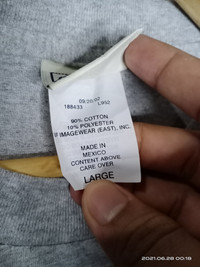 188433
90% COTTON
10% POLYESTER
IMAGEWEAR (EAST), INC.
MADE IN
MEXICO
CONTENT ABOVE
CARE OVER
LARGE
2021.06.28 00:18